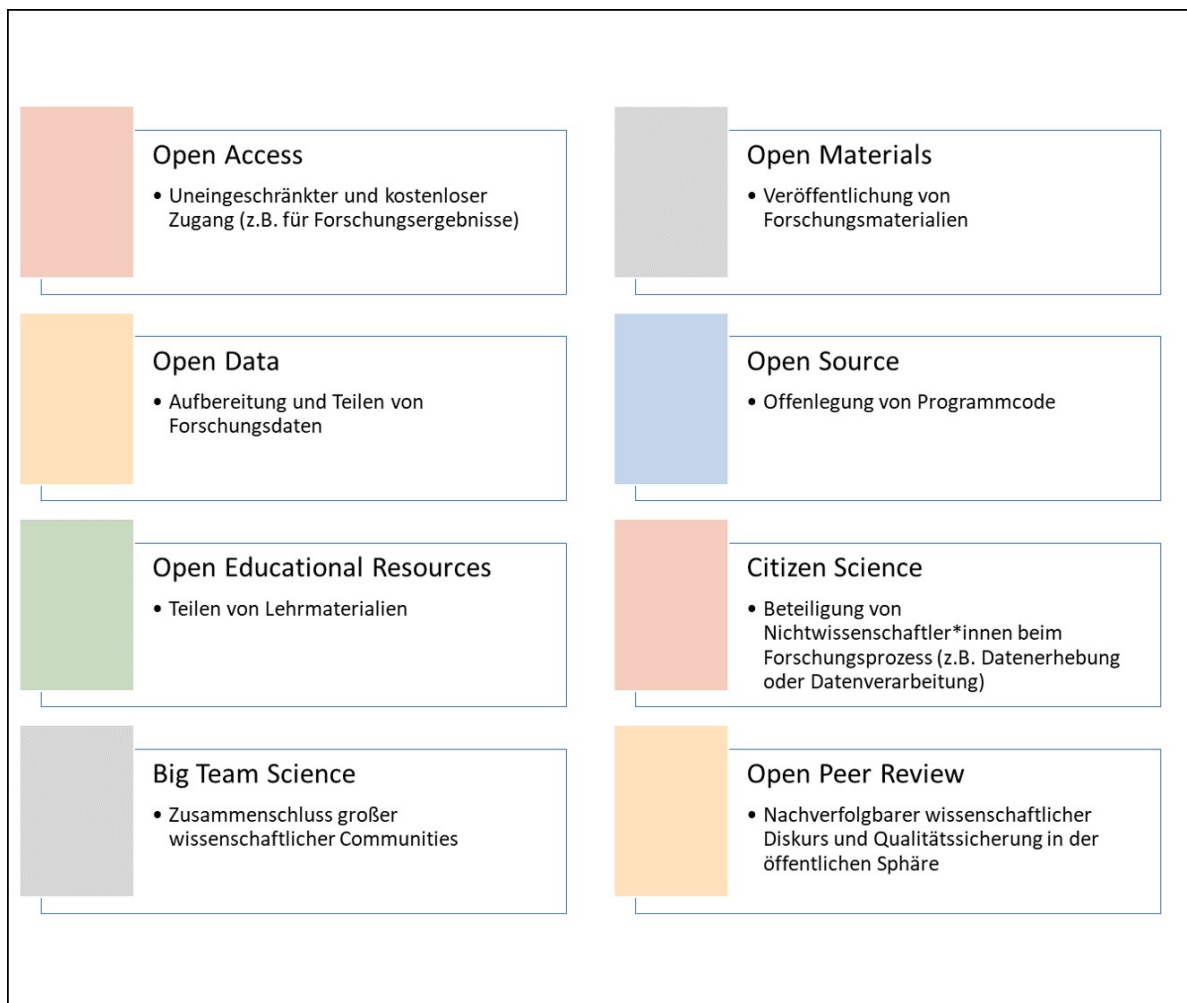 Open Access
• Uneingeschränkter und kostenloser
Zugang (z.B. für Forschungsergebnisse)
Open Materials
• Veröffentlichung von
Forschungsmaterialien
Open Data
• Aufbereitung und Teilen von
Forschungsdaten
Open Source
• Offenlegung von Programmcode
Open Educational Resources
• Teilen von Lehrmaterialien
Citizen Science
• Beteiligung von
Nichtwissenschaftler*innen beim
Forschungsprozess (z.B. Datenerhebung
oder Datenverarbeitung)
Big Team Science
• Zusammenschluss großer
wissenschaftlicher Communities
Open Peer Review
• Nachverfolgbarer wissenschaftlicher
Diskurs und Qualitätssicherung in der
öffentlichen Sphäre